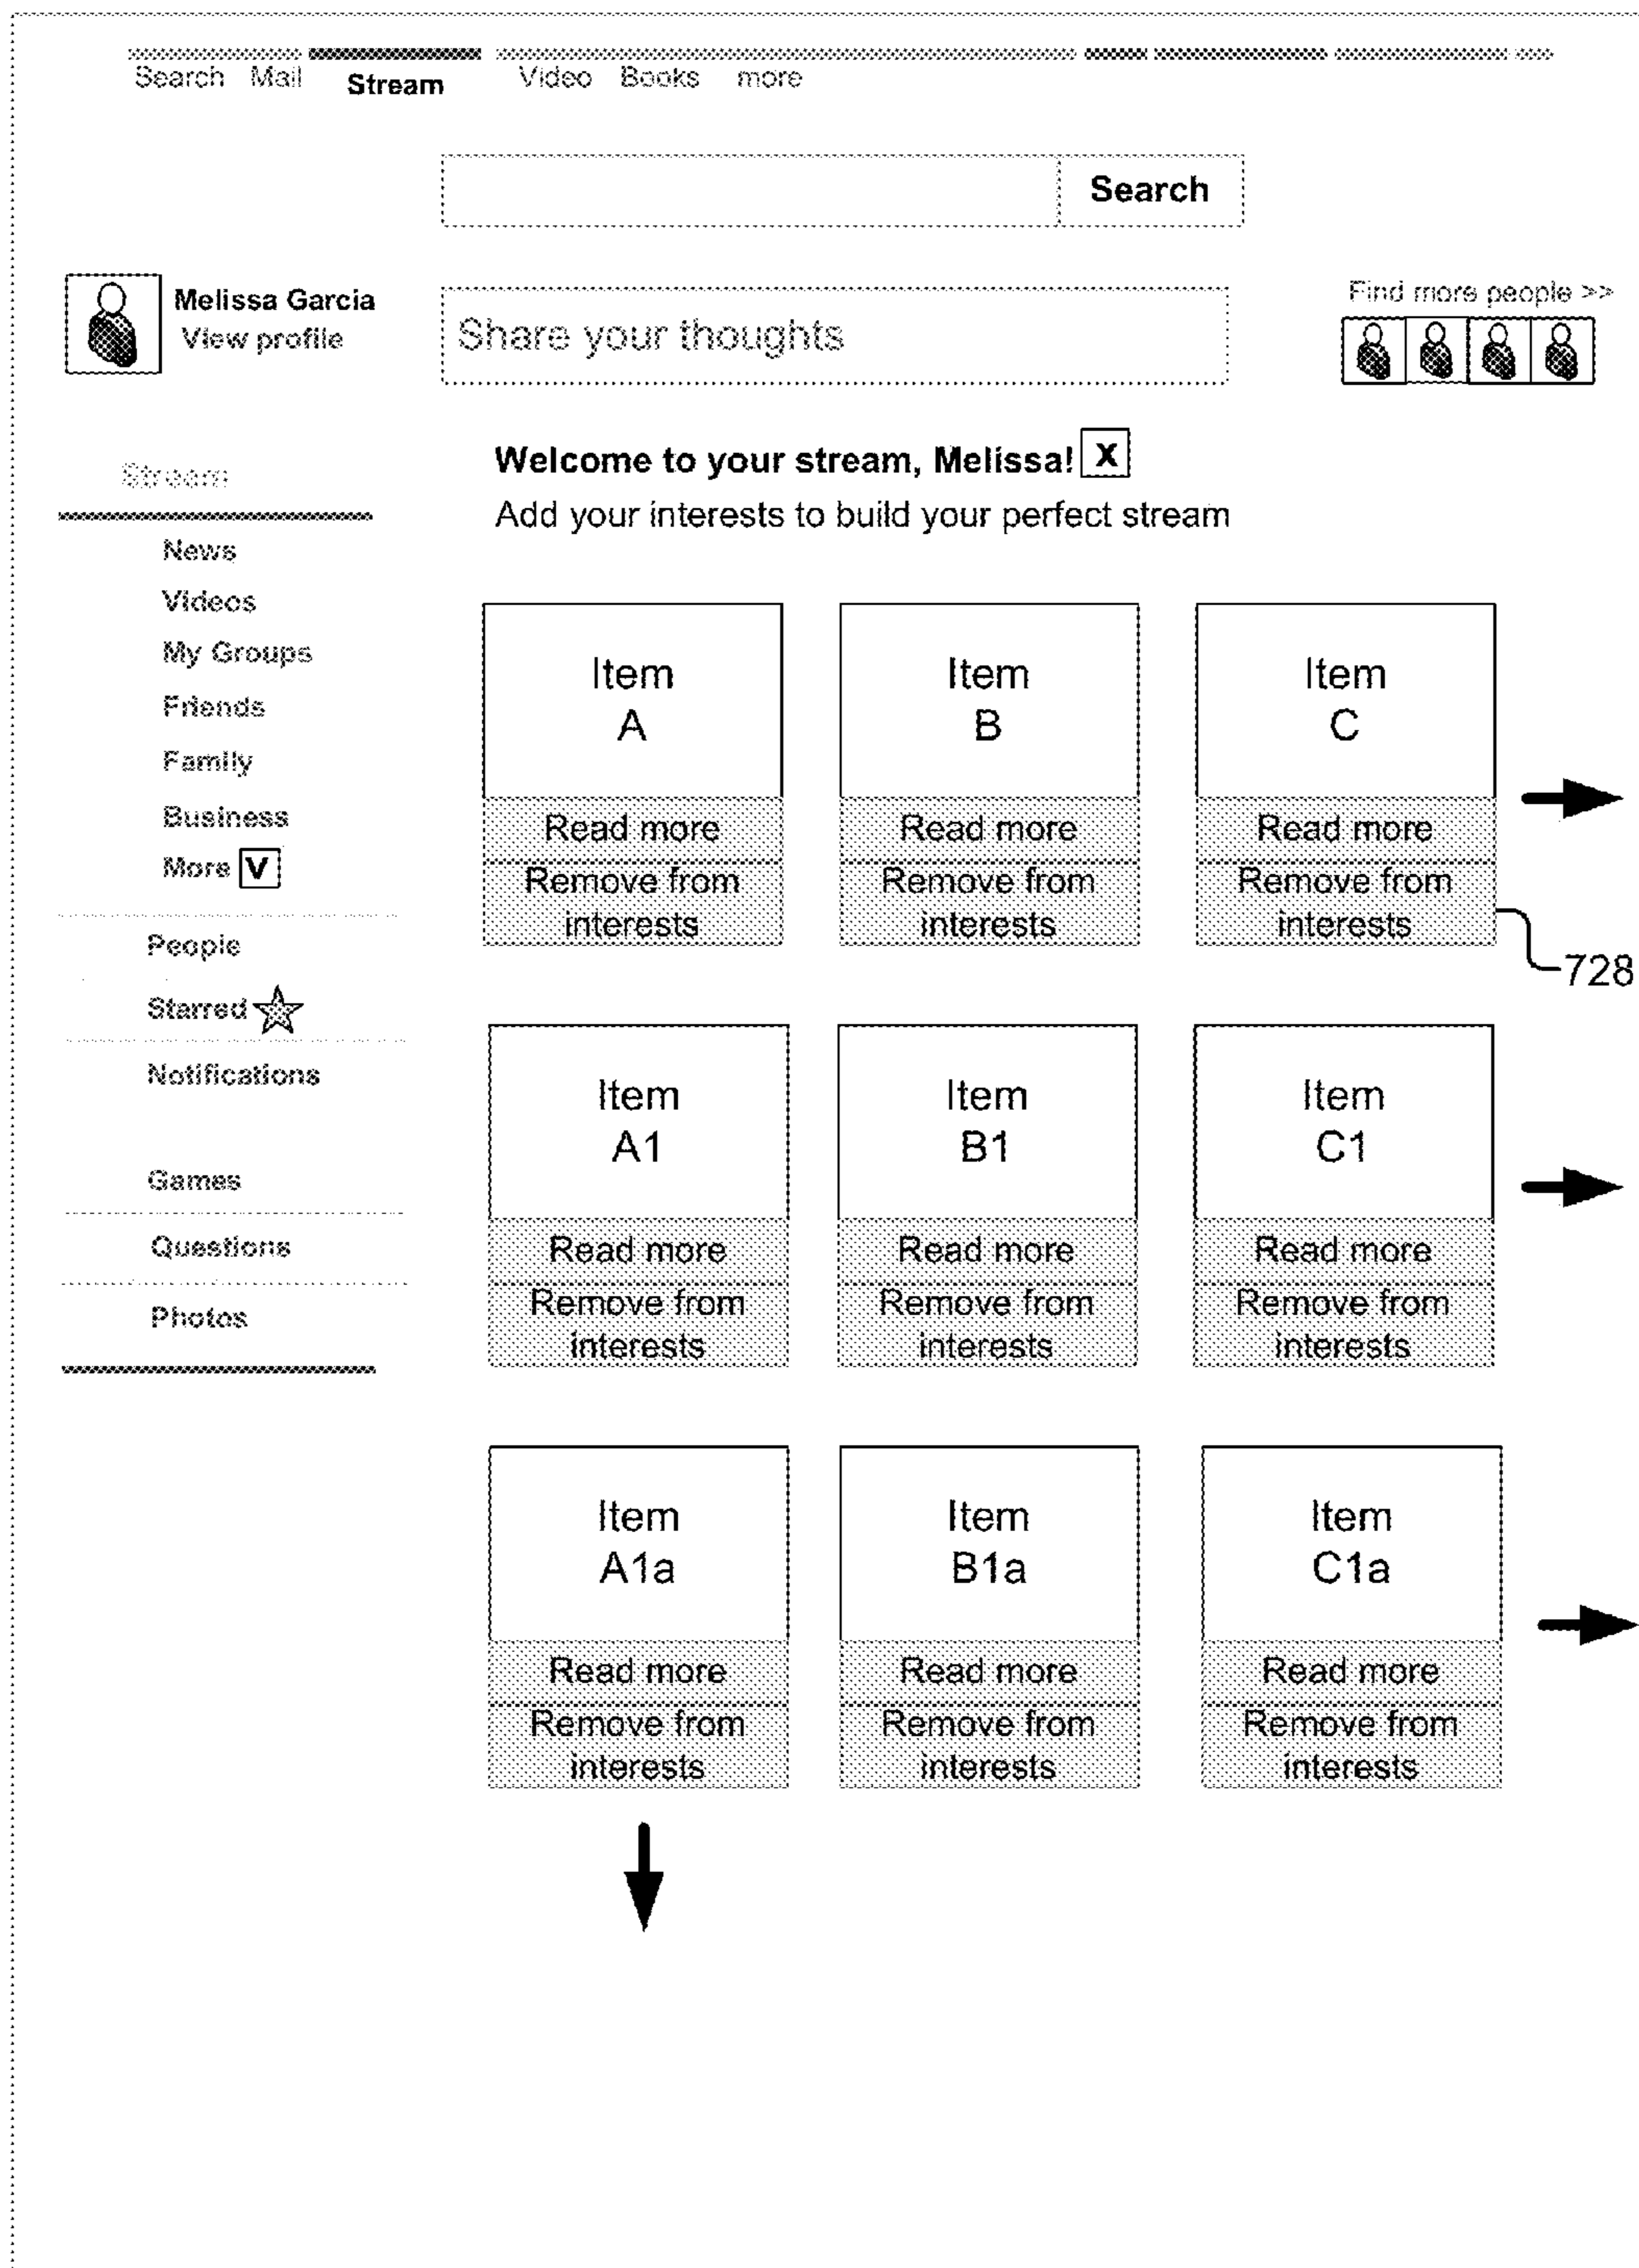 Search Mail Stream Video Books more
Search
Melissa Garcia
View profile
Share your thoughts
Find more people >>
Welcome to your stream, Melissa! X
Add your interests to build your perfect stream
Stream
News
Videos
My Groups
Friends
Family
Business
More V
People
Starred
Notifications
Games
Questions
Photos
Item
A
Read more
Remove from
interests
Item
B
Read more
Remove from
interests
Item
C
Read more
Remove from
interests
728
Item
A1
Read more
Remove from
interests
Item
B1
Read more
Remove from
interests
Item
C1
Read more
Remove from
interests
Item
A1a
Read more
Remove from
interests
Item
B1a
Read more
Remove from
interests
Item
C1a
Read more
Remove from
interests